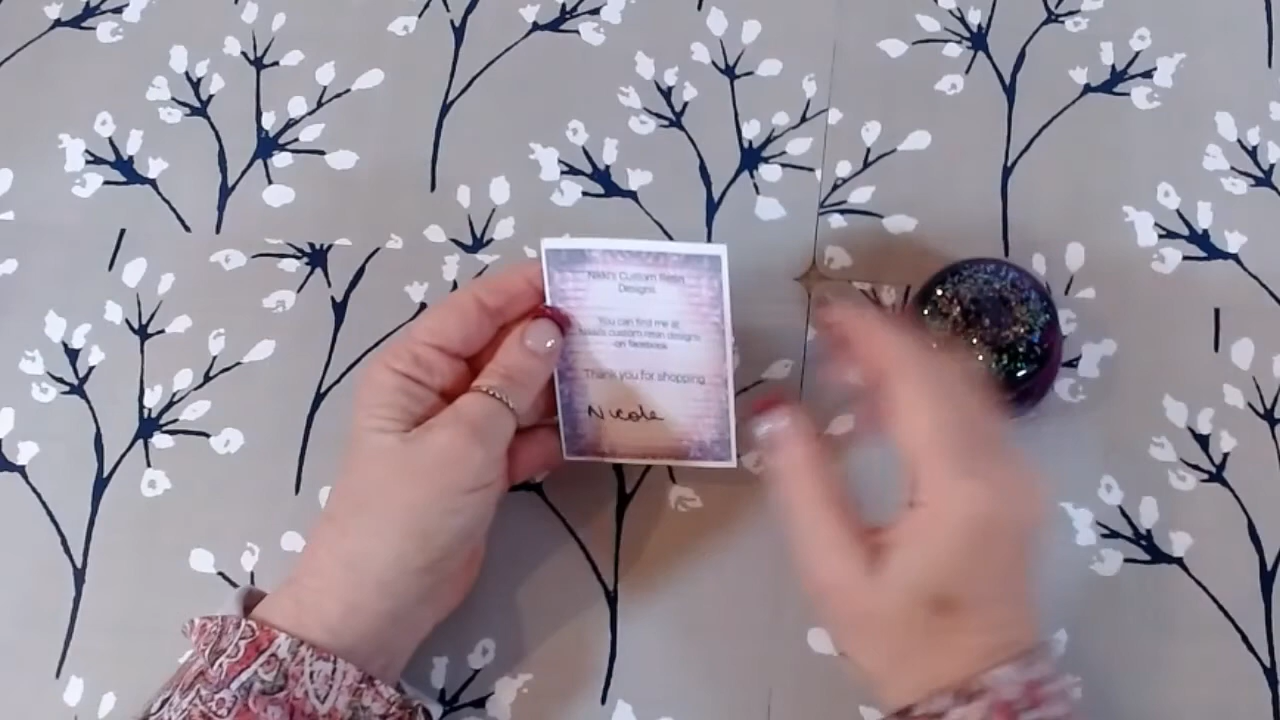 Nikki's Custom Resin
Designs
You can find me at
Nikki's custom resin designs
on facebook
Thank you for shopping
Nicole